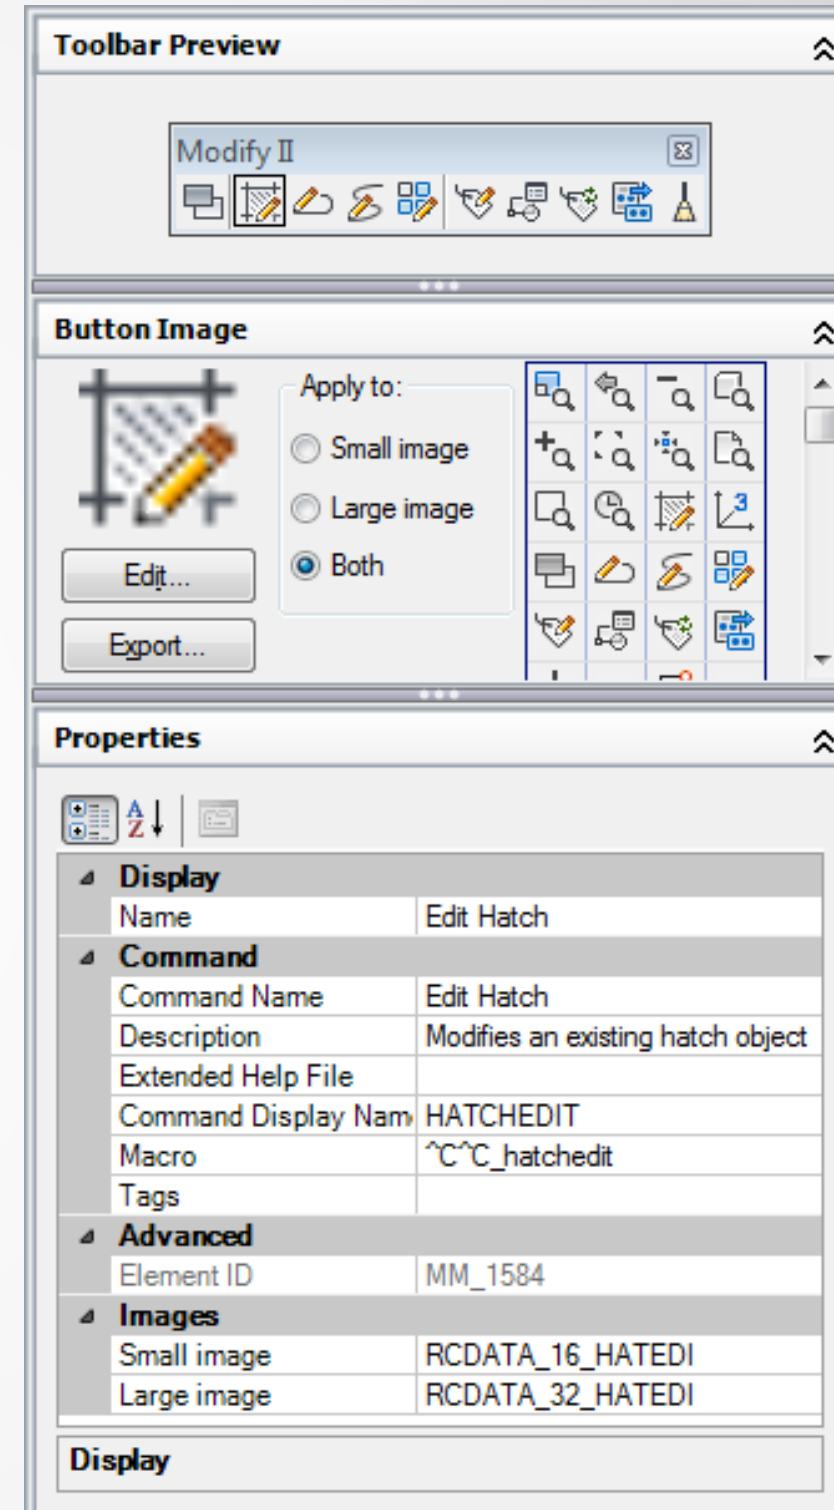 Toolbar Preview
Modify II
Button Image
Apply to:
Small image
Large image
Both
Edit...
Export...
3
Properties
A
Z
Display
Name Edit Hatch
Command
Command Name Edit Hatch
Description Modifies an existing hatch object
Extended Help File
Command Display Nam HATCHEDIT
Macro ^C^C_hatchedit
Tags
Advanced
Element ID MM_1584
Images
Small image RCDATA_16_HATEDI
Large image RCDATA_32_HATEDI
Display